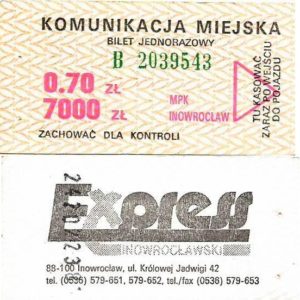 KOMUNIKACJA MIEJSKA
BILET JEDNORAZOWY
B 2039543
0.70 ZŁ
7000 ZŁ
MPK
INOWROCŁAW
TU KASOWAĆ
ZARAZ PO WEJŚCIU
DO POJAZDU
ZACHOWAĆ DLA KONTROLI
Express
INOWROCŁAWSKI
88-100 Inowrocław, ul. Królowej Jadwigi 42
tel. (0536) 579-651, 579-652, tel./fax (0536) 579-653